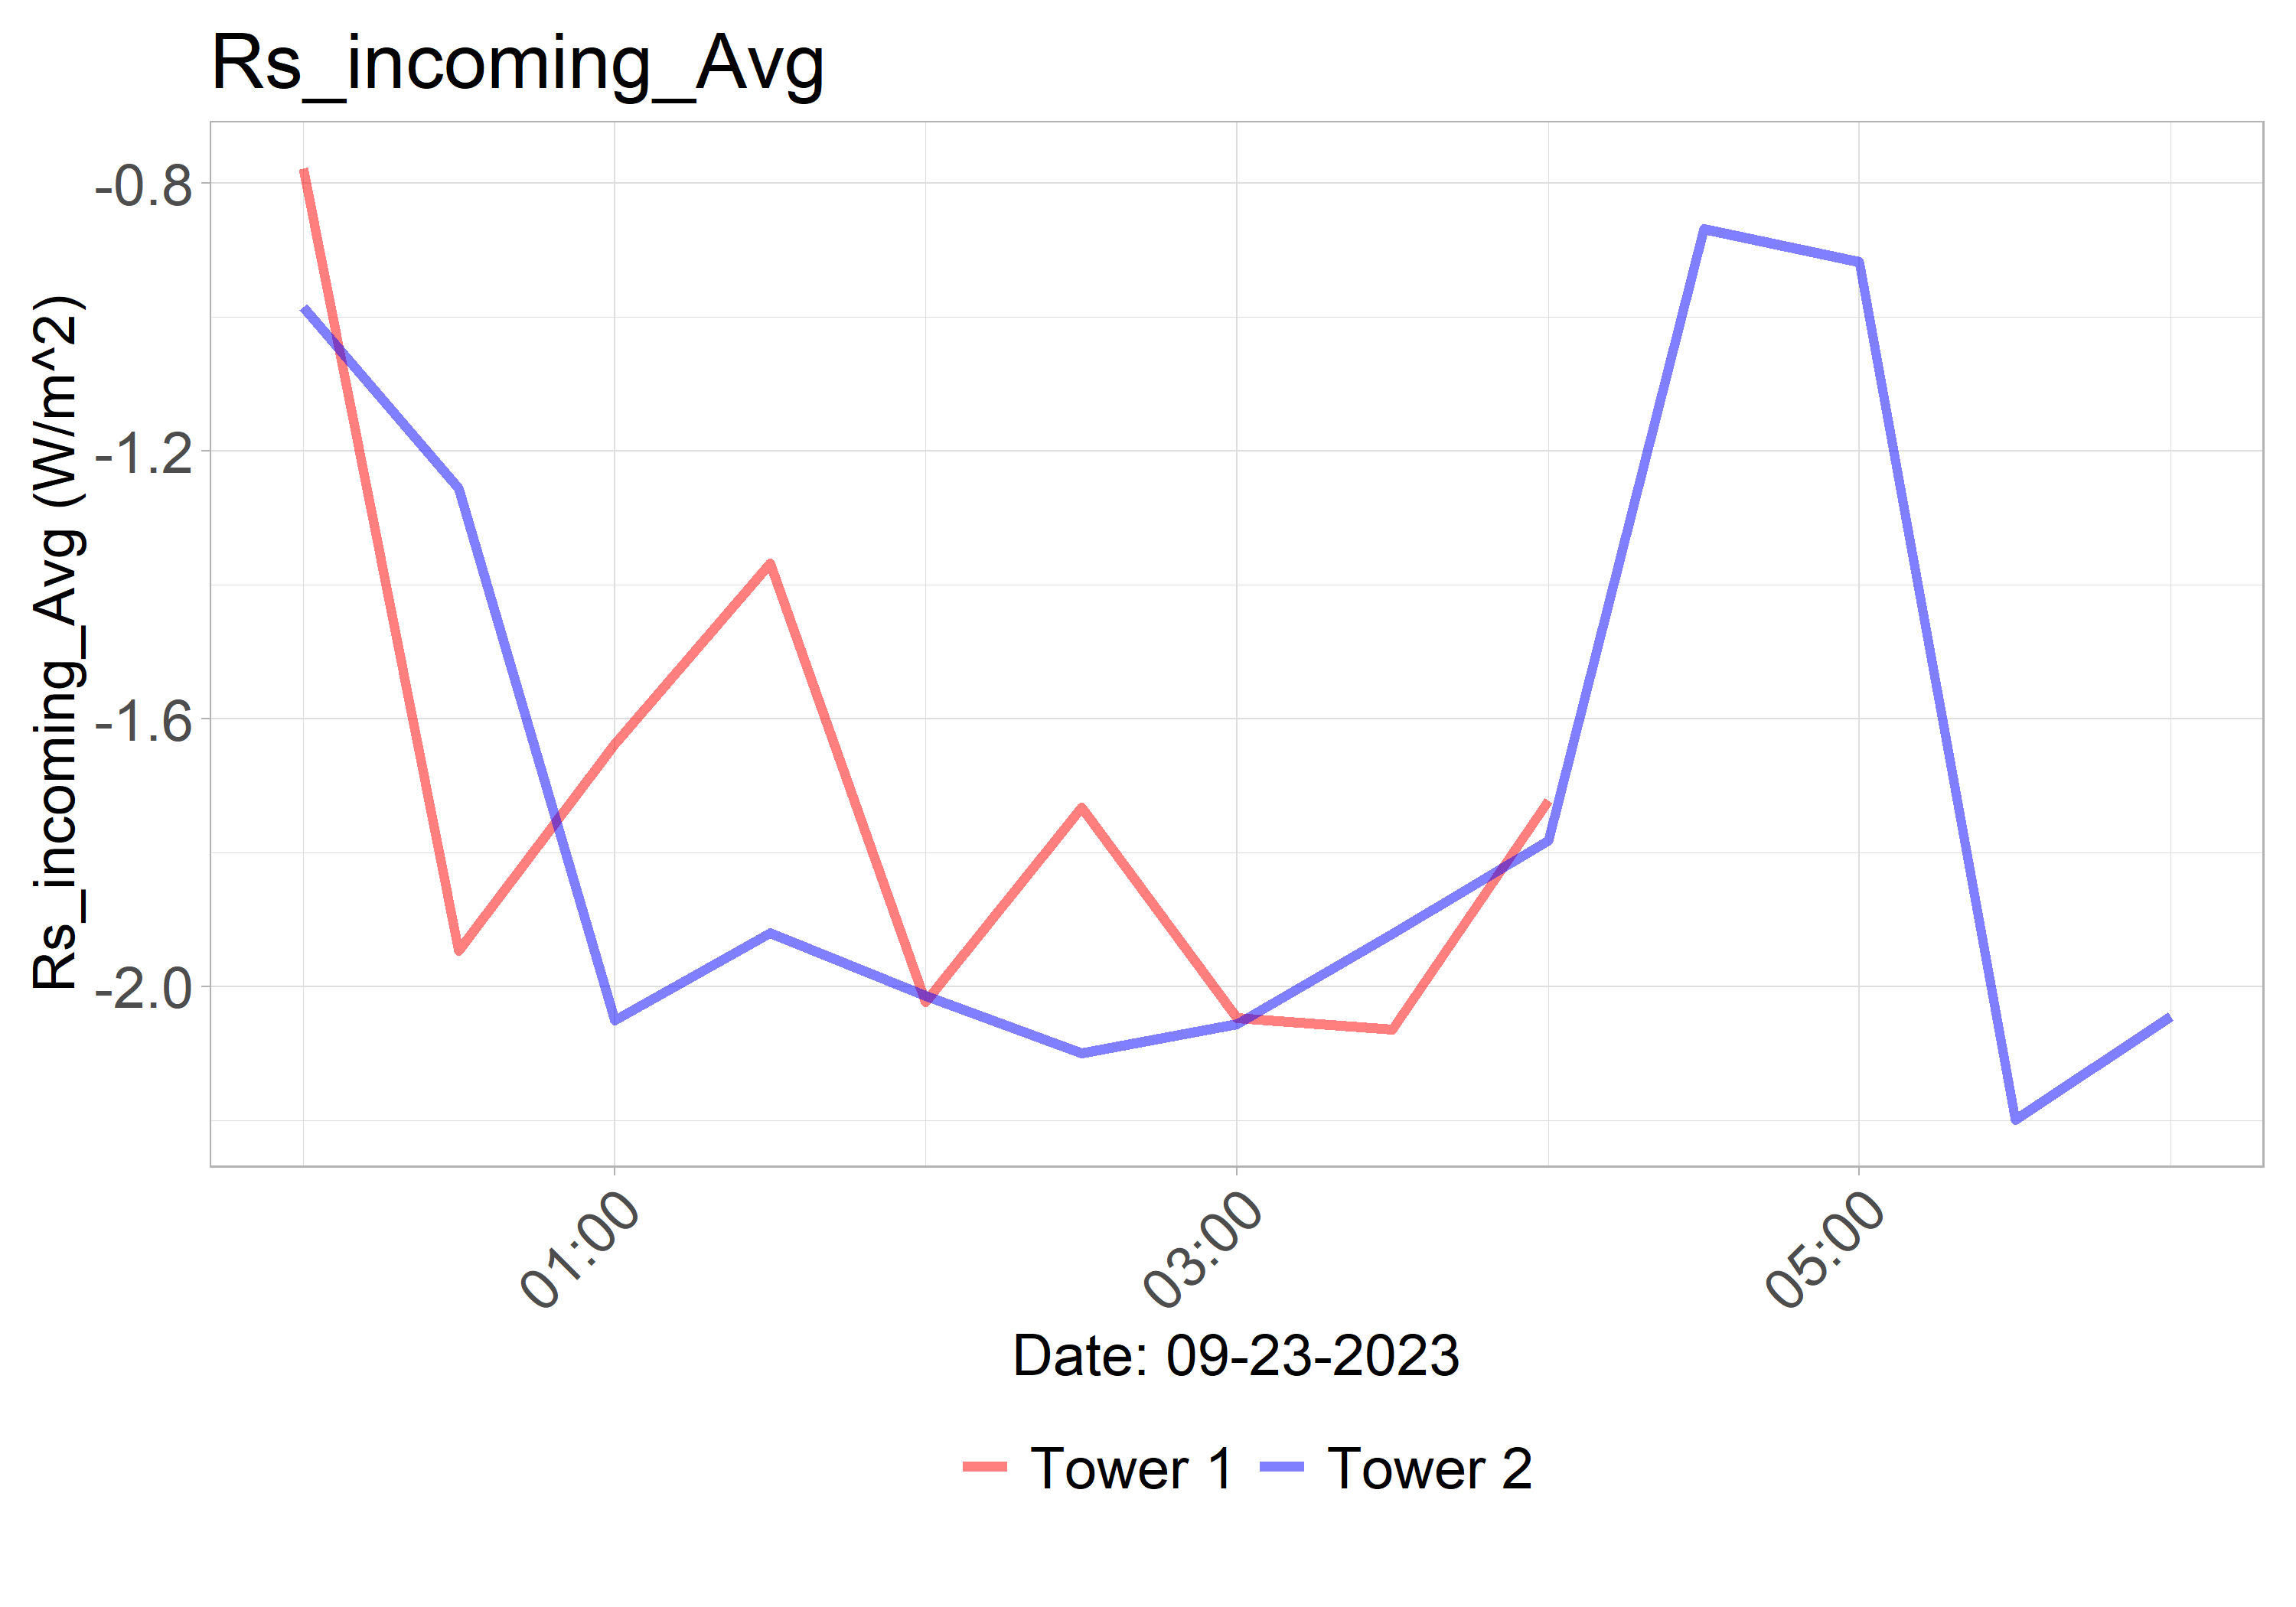 Rs_incoming_Avg
Rs_incoming_Avg (W/m^2)
-0.8
-1.2
-1.6
-2.0
01:00
03:00
05:00
Date: 09-23-2023
Tower 1
Tower 2